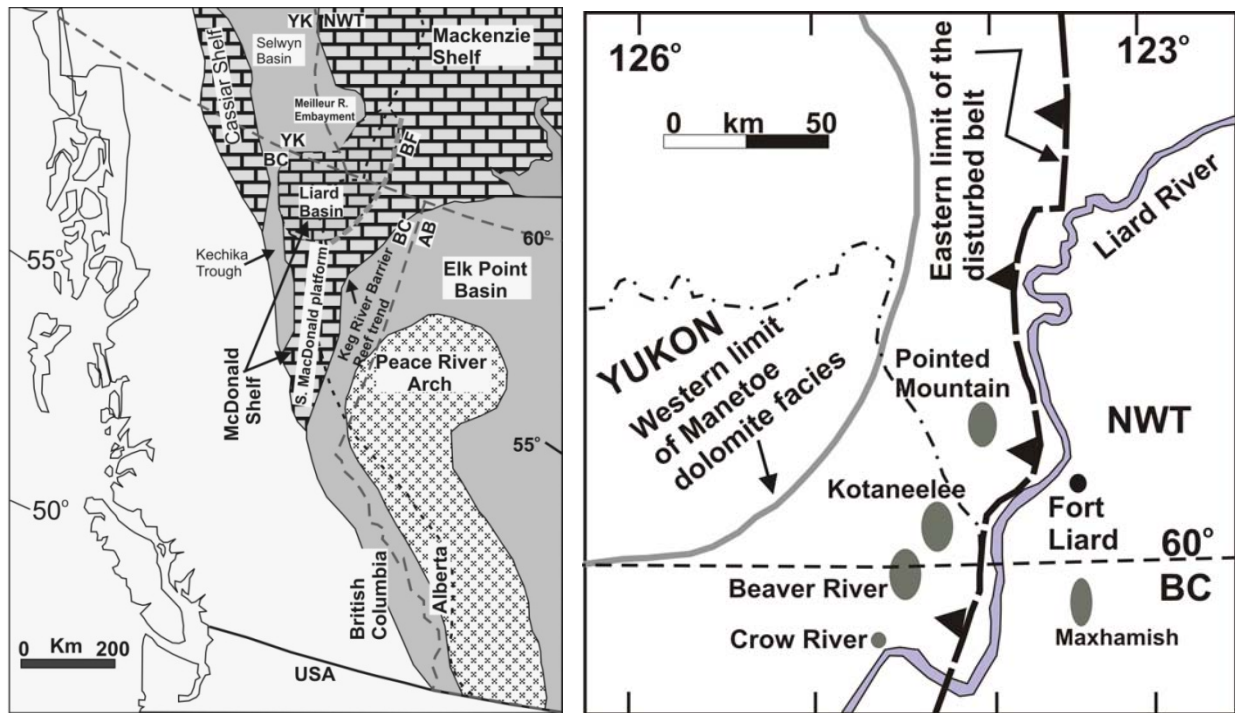 YK
NWT
Selwyn
Basin
Mackenzie
Shelf
Cassiar Shelf
Meilleur R.
Embayment
YK
BC
BF
Liard
Basin
BC
AB
60°
55°
Kechika
Trough
Elk Point
Basin
S. MacDonald platform
Keg River Barrier
Reef trend
McDonald
Shelf
Peace River
Arch
55°
50°
British
Columbia
Alberta
0 Km 200
USA
126°
123°
0 km 50
Eastern limit of the
disturbed belt
Liard River
YUKON
Western limit
of Manetoe
dolomite facies
Pointed
Mountain
NWT
Kotaneelee
Fort
Liard
60°
BC
Beaver River
Crow River
Maxhamish